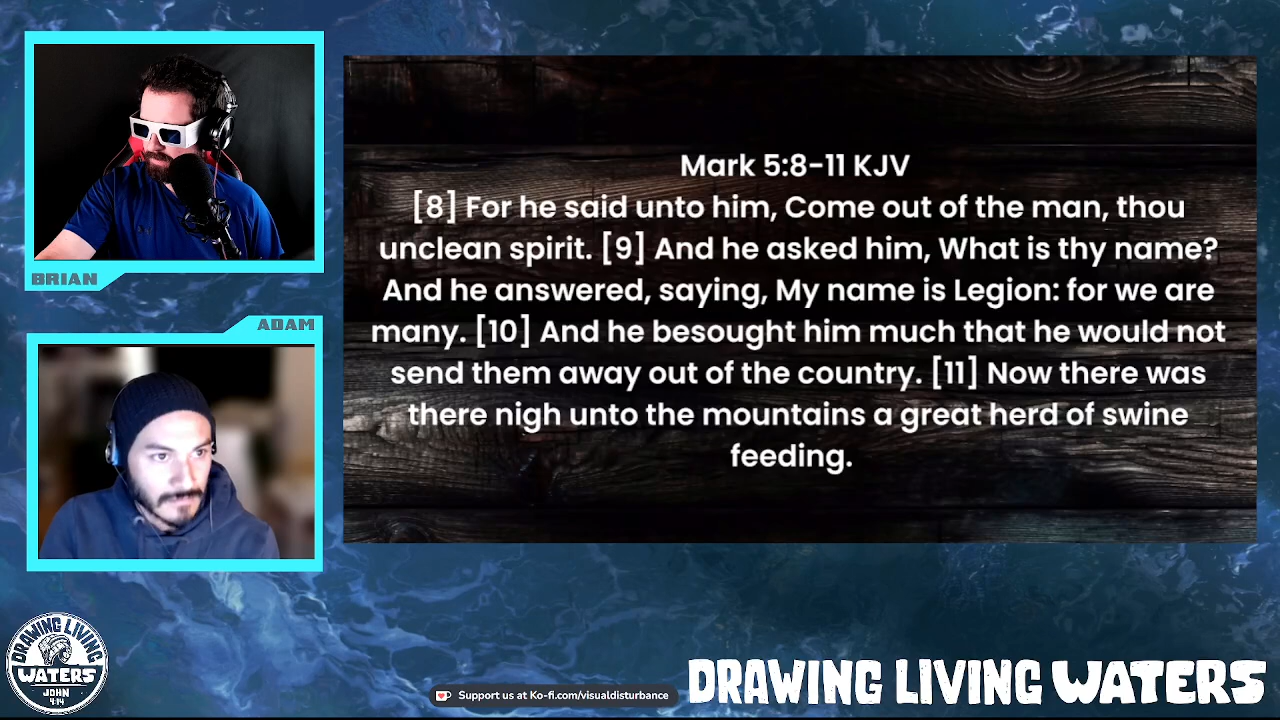 BRIAN
ADAM
Mark 5:8-11 KJV
[8] For he said unto him, Come out of the man, thou
unclean spirit. [9] And he asked him, What is thy name?
And he answered, saying, My name is Legion: for we are
many. [10] And he besought him much that he would not
send them away out of the country. [11] Now there was
there nigh unto the mountains a great herd of swine
feeding.
DRAWING LIVING
WATERS
JOHN
4:14
Support us at Ko-fi.com/visualdisturbance
DRAWING LIVING WATERS